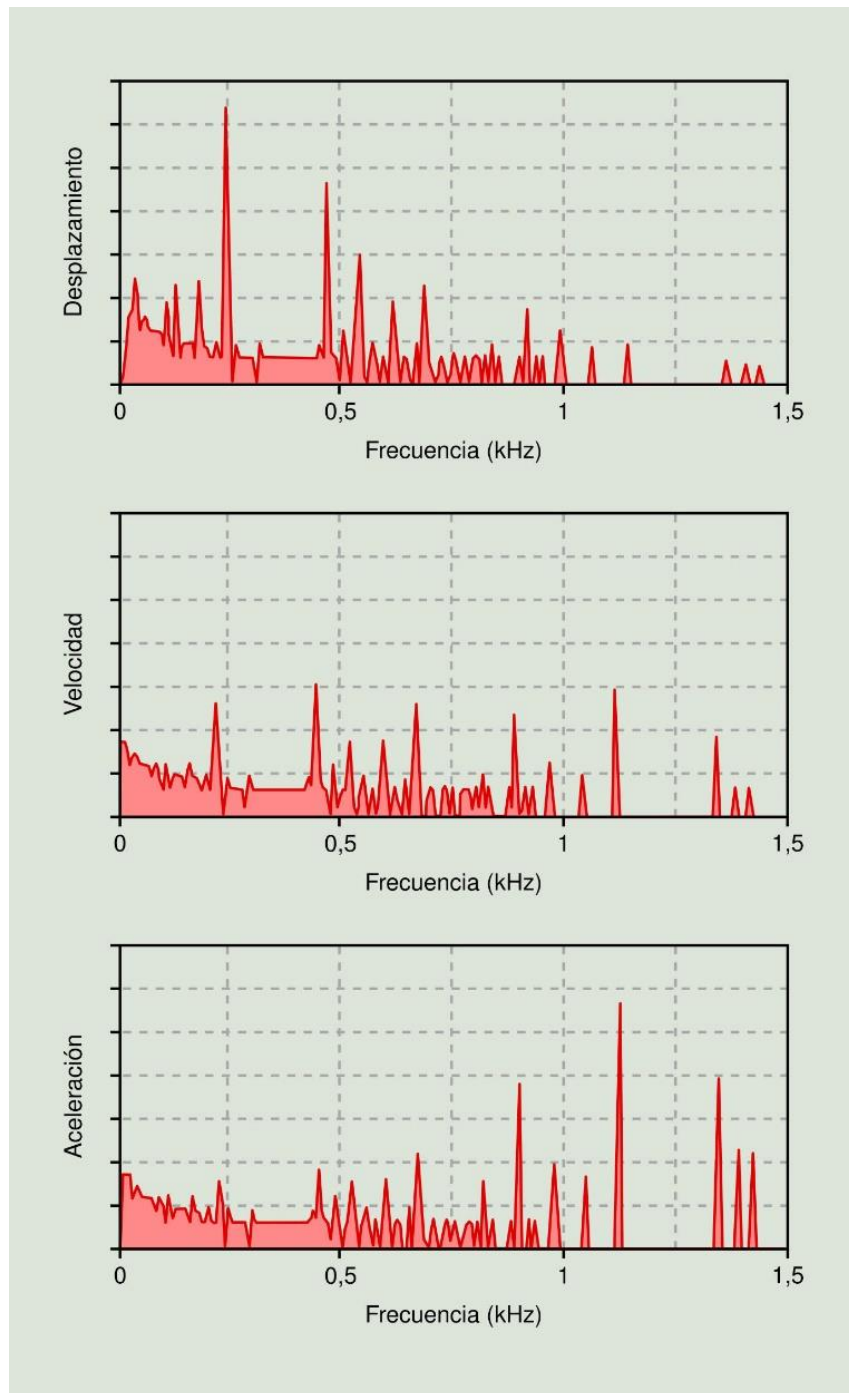 Desplazamiento
0 0,5 1 1,5
Frecuencia (kHz)
Velocidad
0 0,5 1 1,5
Frecuencia (kHz)
Aceleración
0 0,5 1 1,5
Frecuencia (kHz)